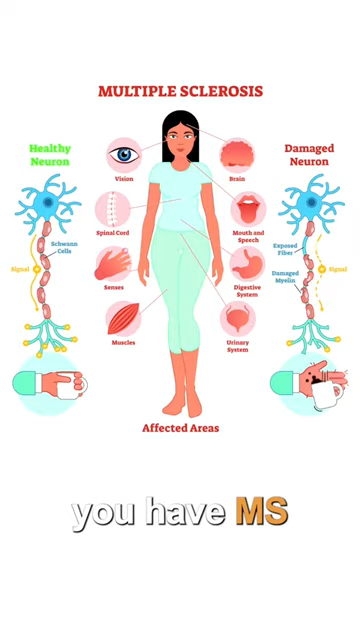 MULTIPLE SCLEROSIS
Healthy
Neuron
Damaged
Neuron
Vision
Brain
Spinal Cord
Mouth and
Speech
Schwann
Cells
Exposed
Fiber
Signal
Signal
Senses
Digestive
System
Damaged
Myelin
Muscles
Urinary
System
Affected Areas
you have MS